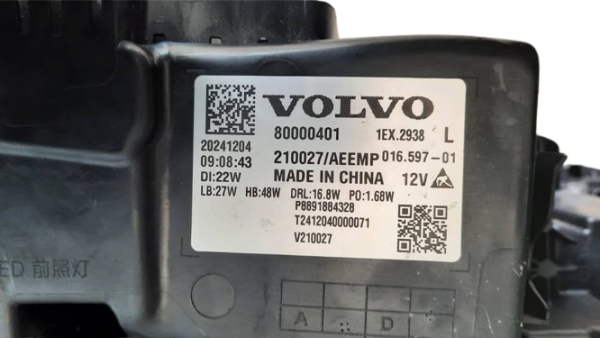 VOLVO
80000401 1EX.2938 L
20241204
210027/AEEMP 016.597-01
09:08:43
MADE IN CHINA 12V
DI:22W
LB:27W HB:48W DRL:16.8W PO:1.68W
P8891884328
T2412040000071
V210027
ED 前照灯
A D